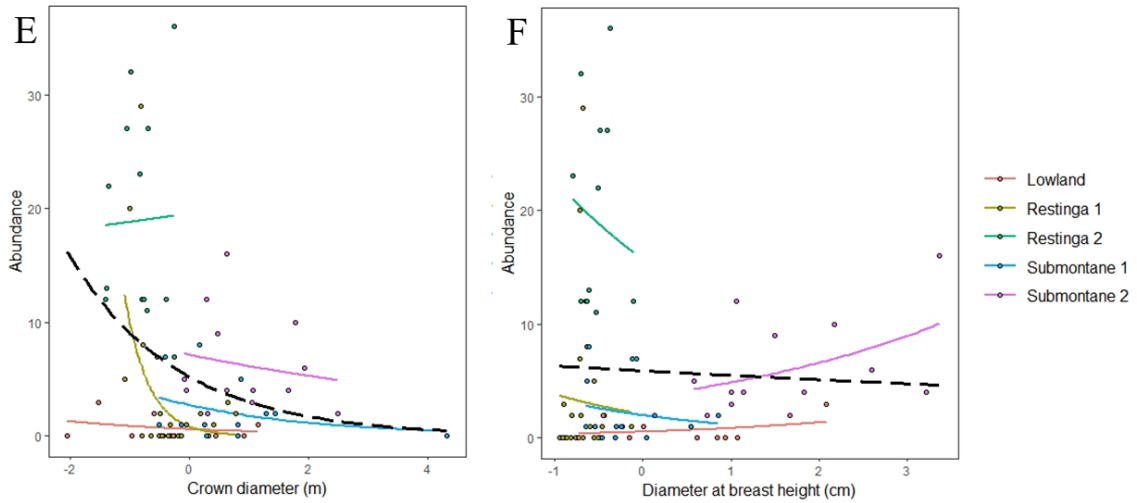 E
30
20
10
0
Abundance
-2
0
2
4
Crown diameter (m)
F
30
20
10
0
Abundance
-1
0
1
2
3
Diameter at breast height (cm)
Lowland
Restinga 1
Restinga 2
Submontane 1
Submontane 2